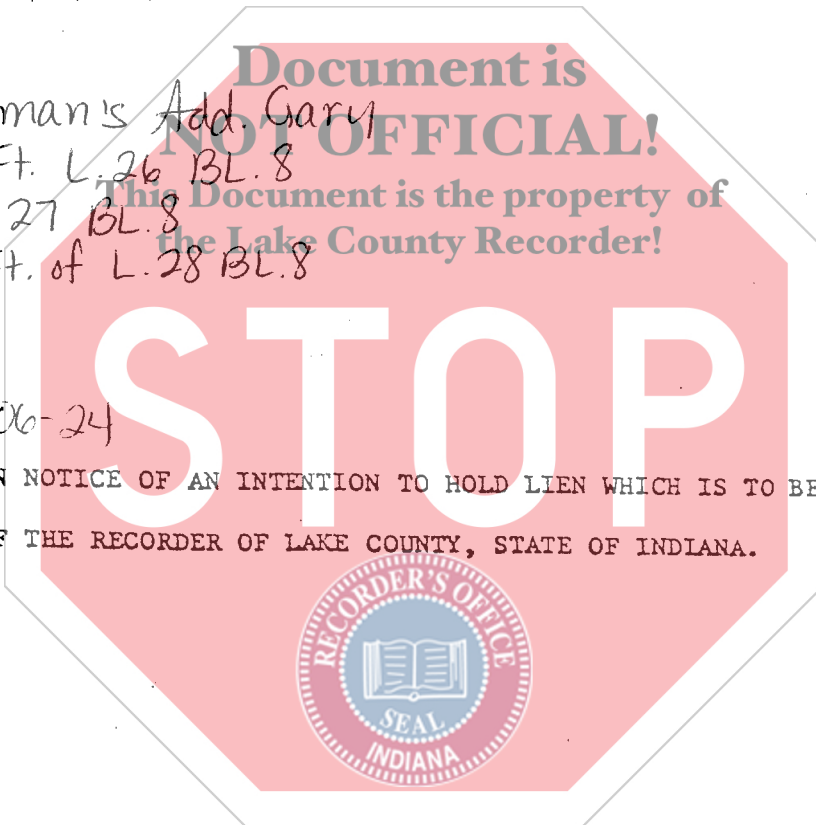 Document is
man's Add. Gary
NOT OFFICIAL!
Ft. L.26 BL.8
This Document is the property of
27 BL.8
the Lake County Recorder!
t. of L.28 BL.8
STOP
06-24
N NOTICE OF AN INTENTION TO HOLD LIEN WHICH IS TO BE
F THE RECORDER OF LAKE COUNTY, STATE OF INDIANA.
RECORDER'S OFFICE
SEAL
INDIANA